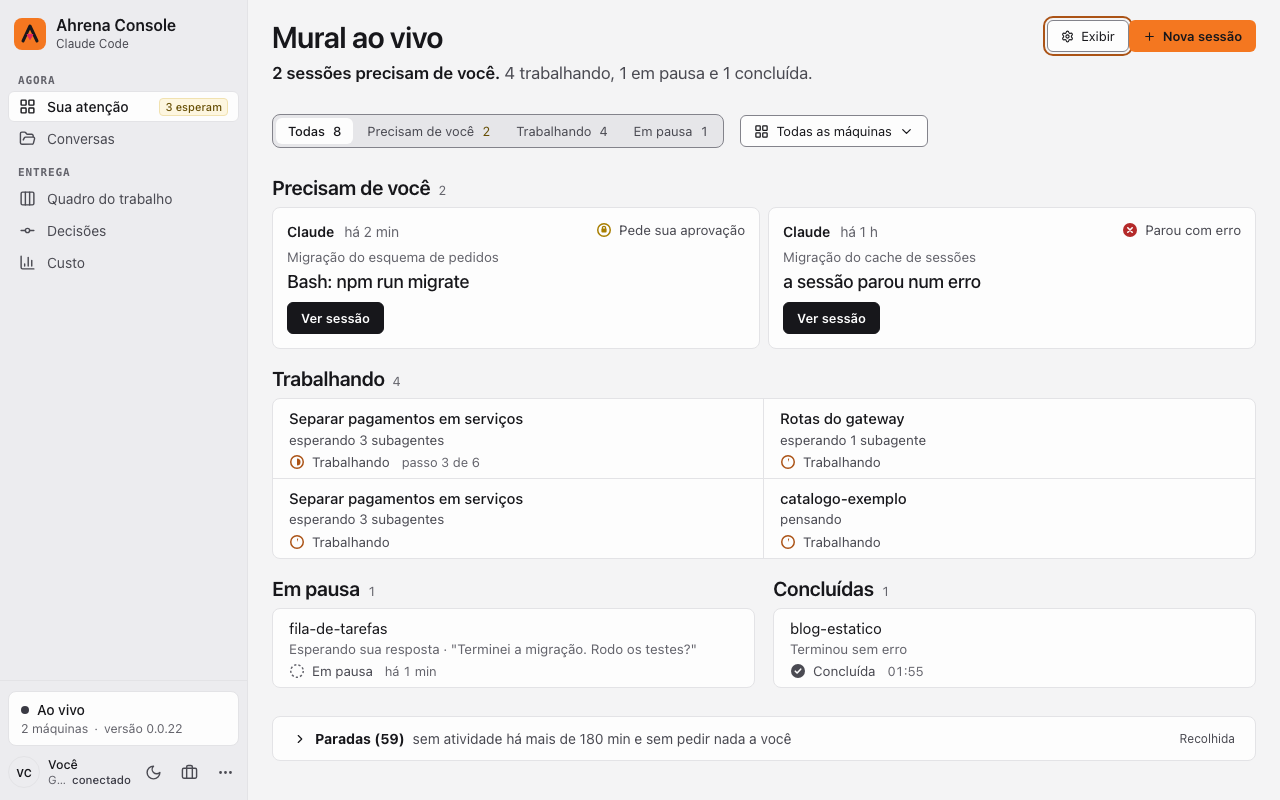 Ahrena Console
Claude Code
AGORA
Sua atenção 3 esperam
Conversas
ENTREGA
Quadro do trabalho
Decisões
Custo
Ao vivo
2 máquinas · versão 0.0.22
VC Você
G... conectado
Mural ao vivo
Exibir
Nova sessão
2 sessões precisam de você. 4 trabalhando, 1 em pausa e 1 concluída.
Todas 8 Precisam de você 2 Trabalhando 4 Em pausa 1
Todas as máquinas
Precisam de você 2
Claude há 2 min Pede sua aprovação
Migração do esquema de pedidos
Bash: npm run migrate
Ver sessão
Claude há 1 h Parou com erro
Migração do cache de sessões
a sessão parou num erro
Ver sessão
Trabalhando 4
Separar pagamentos em serviços
esperando 3 subagentes
Trabalhando passo 3 de 6
Rotas do gateway
esperando 1 subagente
Trabalhando
Separar pagamentos em serviços
esperando 3 subagentes
Trabalhando
catalogo-exemplo
pensando
Trabalhando
Em pausa 1
fila-de-tarefas
Esperando sua resposta · "Terminei a migração. Rodo os testes?"
Em pausa há 1 min
Concluídas 1
blog-estatico
Terminou sem erro
Concluída 01:55
Paradas (59) sem atividade há mais de 180 min e sem pedir nada a você Recolhida